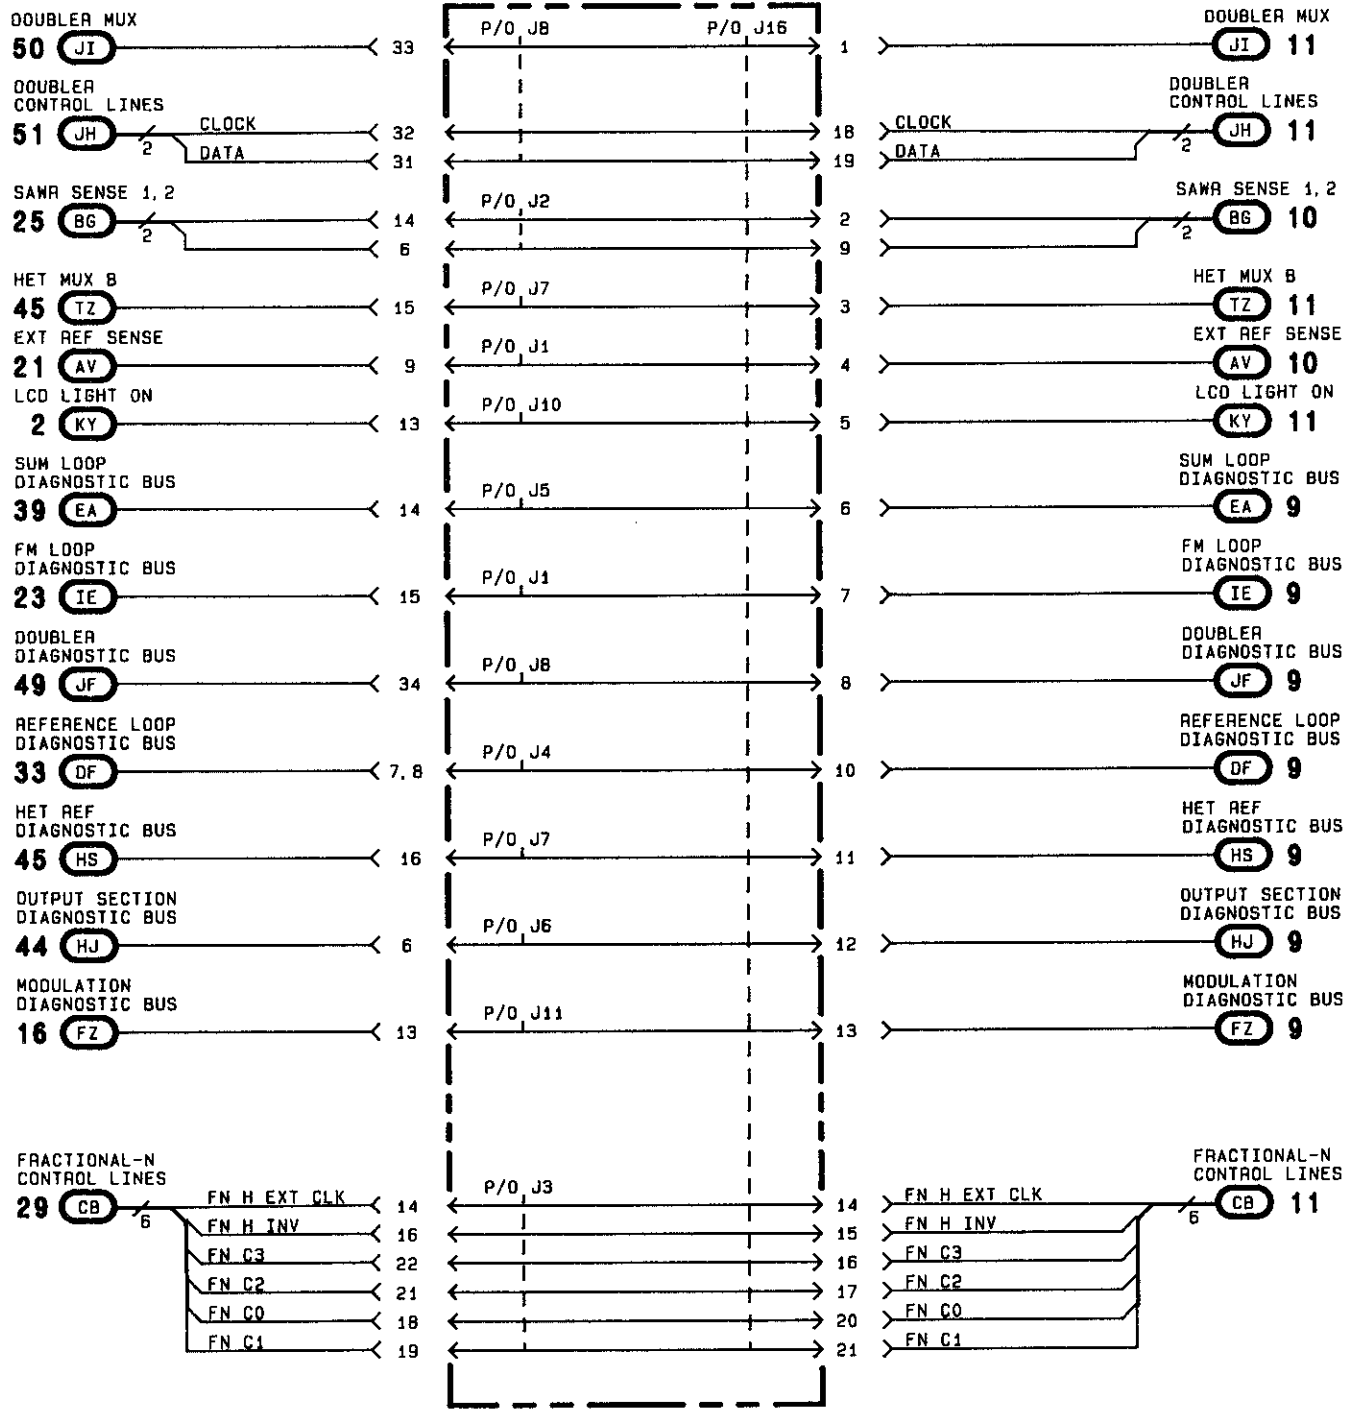 DOUBLER MUX
50 JI 33 P/O J8 P/O J16 1 DOUBLER MUX
JI 11
DOUBLER
CONTROL LINES
51 JH 2 CLOCK 32 18 CLOCK DOUBLER
CONTROL LINES
2 JH 11
DATA 31 19 DATA
SAWR SENSE 1,2
25 BG 2 14 P/O J2 2 SAWR SENSE 1,2
2 BG 10
6 9
HET MUX B
45 TZ 15 P/O J7 3 HET MUX B
TZ 11
EXT REF SENSE
21 AV 9 P/O J1 4 EXT REF SENSE
AV 10
LCD LIGHT ON
2 KY 13 P/O J10 5 LCD LIGHT ON
KY 11
SUM LOOP
DIAGNOSTIC BUS
39 EA 14 P/O J5 6 SUM LOOP
DIAGNOSTIC BUS
EA 9
FM LOOP
DIAGNOSTIC BUS
23 IE 15 P/O J1 7 FM LOOP
DIAGNOSTIC BUS
IE 9
DOUBLER
DIAGNOSTIC BUS
49 JF 34 P/O J8 8 DOUBLER
DIAGNOSTIC BUS
JF 9
REFERENCE LOOP
DIAGNOSTIC BUS
33 DF 7,8 P/O J4 10 REFERENCE LOOP
DIAGNOSTIC BUS
DF 9
HET REF
DIAGNOSTIC BUS
45 HS 16 P/O J7 11 HET REF
DIAGNOSTIC BUS
HS 9
OUTPUT SECTION
DIAGNOSTIC BUS
44 HJ 6 P/O J6 12 OUTPUT SECTION
DIAGNOSTIC BUS
HJ 9
MODULATION
DIAGNOSTIC BUS
16 FZ 13 P/O J11 13 MODULATION
DIAGNOSTIC BUS
FZ 9
FRACTIONAL-N
CONTROL LINES
29 CB 6 FN H EXT CLK 14 P/O J3 14 FN H EXT CLK FRACTIONAL-N
CONTROL LINES
6 CB 11
FN H INV 16 15 FN H INV
FN C3 22 16 FN C3
FN C2 21 17 FN C2
FN C0 18 20 FN C0
FN C1 19 21 FN C1